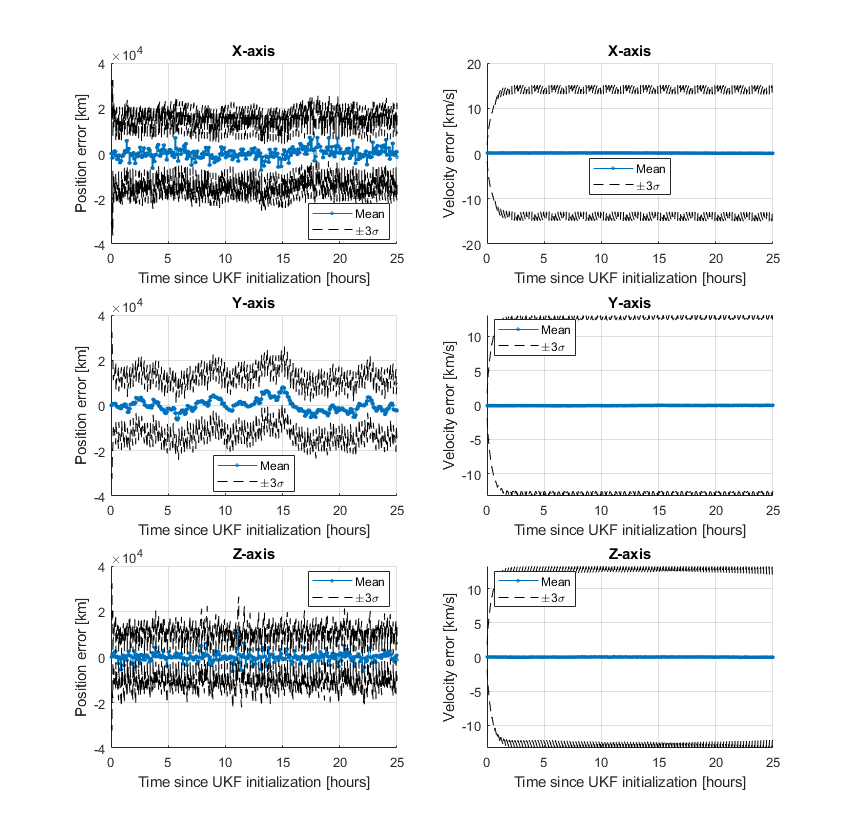 X-axis
×10⁴
Position error [km]
4
2
0
-2
-4
0 5 10 15 20 25
Time since UKF initialization [hours]
Mean
±3σ
X-axis
Velocity error [km/s]
20
10
0
-10
-20
0 5 10 15 20 25
Time since UKF initialization [hours]
Mean
±3σ
Y-axis
×10⁴
Position error [km]
4
2
0
-2
-4
0 5 10 15 20 25
Time since UKF initialization [hours]
Mean
±3σ
Y-axis
Velocity error [km/s]
10
5
0
-5
-10
0 5 10 15 20 25
Time since UKF initialization [hours]
Mean
±3σ
Z-axis
×10⁴
Position error [km]
4
2
0
-2
-4
0 5 10 15 20 25
Time since UKF initialization [hours]
Mean
±3σ
Z-axis
Velocity error [km/s]
10
5
0
-5
-10
0 5 10 15 20 25
Time since UKF initialization [hours]
Mean
±3σ